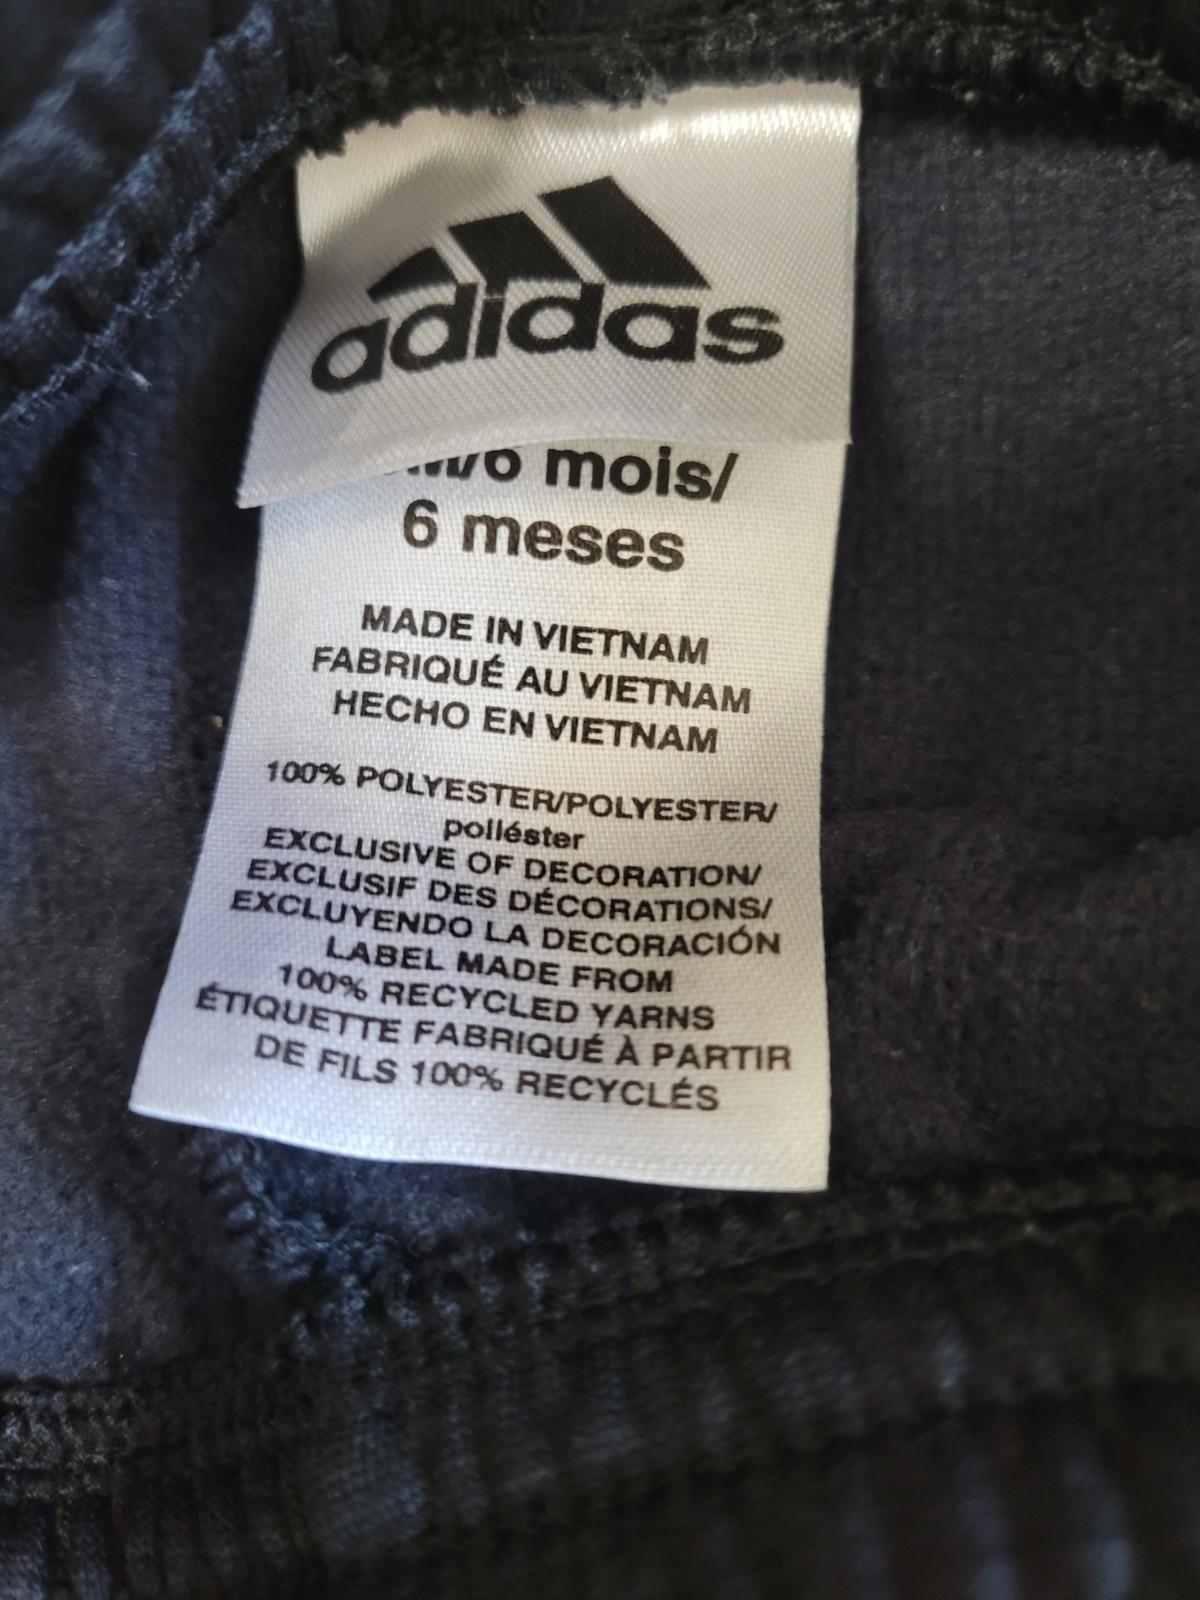 adidas
6 mois/
6 meses
MADE IN VIETNAM
FABRIQUÉ AU VIETNAM
HECHO EN VIETNAM
100% POLYESTER/POLYESTER/
poliéster
EXCLUSIVE OF DECORATION/
EXCLUSIF DES DÉCORATIONS/
EXCLUYENDO LA DECORACIÓN
LABEL MADE FROM
100% RECYCLED YARNS
ÉTIQUETTE FABRIQUÉ À PARTIR
DE FILS 100% RECYCLÉS